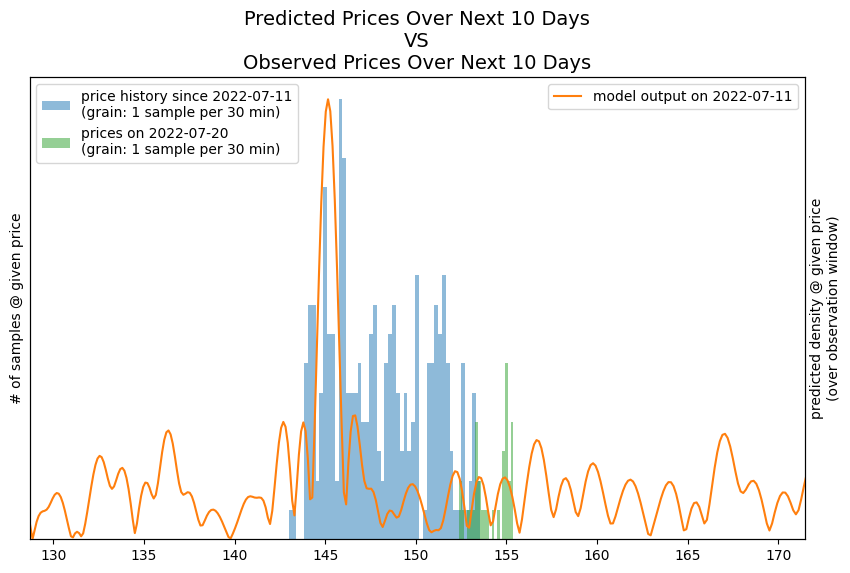 Predicted Prices Over Next 10 Days
VS
Observed Prices Over Next 10 Days
price history since 2022-07-11
(grain: 1 sample per 30 min)
prices on 2022-07-20
(grain: 1 sample per 30 min)
model output on 2022-07-11
# of samples @ given price
predicted density @ given price
(over observation window)
130 135 140 145 150 155 160 165 170